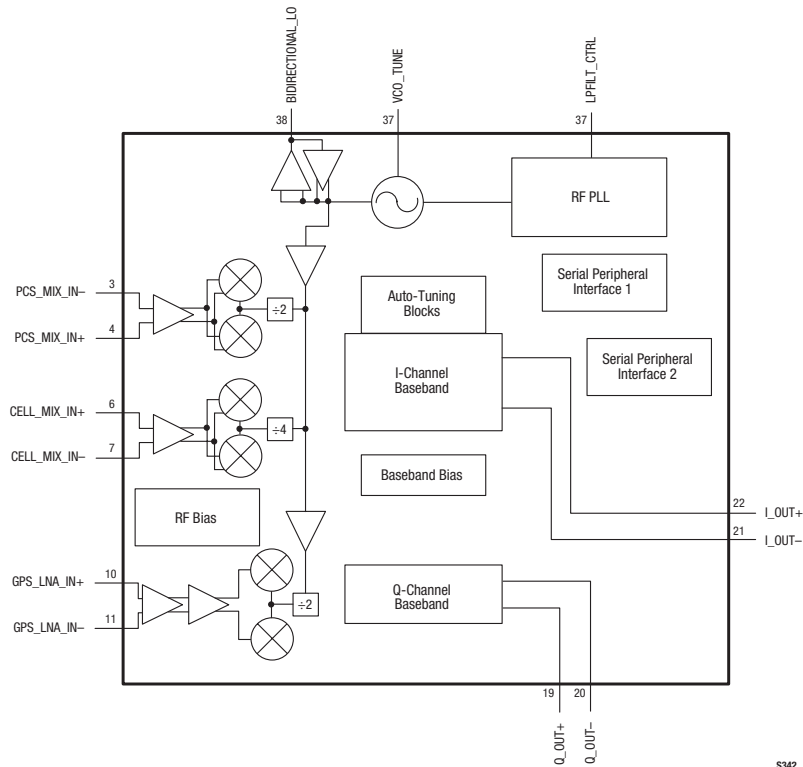 BIDIRECTIONAL_LO
VCO_TUNE
LPFILT_CTRL
38
37
37
RF PLL
Serial Peripheral
Interface 1
PCS_MIX_IN–
3
÷2
Auto-Tuning
Blocks
PCS_MIX_IN+
4
I-Channel
Baseband
Serial Peripheral
Interface 2
CELL_MIX_IN+
6
÷4
CELL_MIX_IN–
7
Baseband Bias
RF Bias
22
I_OUT+
21
I_OUT–
GPS_LNA_IN+
10
Q-Channel
Baseband
÷2
GPS_LNA_IN–
11
19
20
Q_OUT+
Q_OUT–
S342